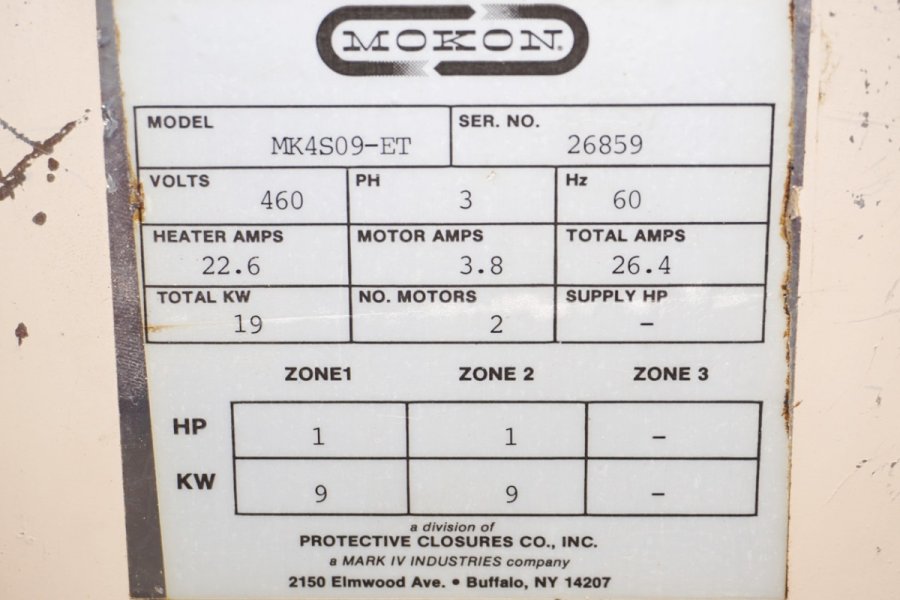 MOKON®
MODEL SER. NO.
MK4S09-ET 26859
VOLTS PH Hz
460 3 60
HEATER AMPS MOTOR AMPS TOTAL AMPS
22.6 3.8 26.4
TOTAL KW NO. MOTORS SUPPLY HP
19 2 –
ZONE1 ZONE 2 ZONE 3
HP 1 1 –
KW 9 9 –
a division of
PROTECTIVE CLOSURES CO., INC.
a MARK IV INDUSTRIES company
2150 Elmwood Ave. • Buffalo, NY 14207